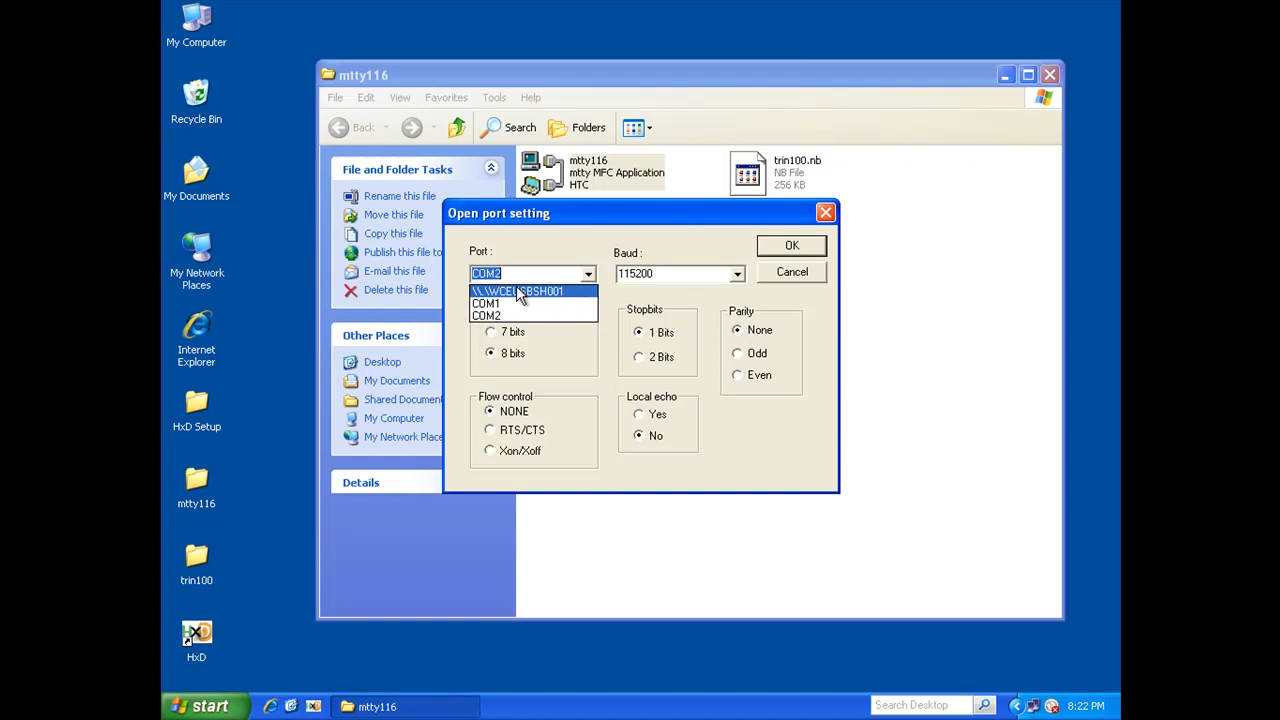 My Computer
Recycle Bin
My Documents
My Network
Places
Internet
Explorer
HxD Setup
mtty116
trin100
HxD
mtty116
File Edit View Favorites Tools Help
Back Search Folders
File and Folder Tasks
Rename this file
Move this file
Copy this file
Publish this file to
E-mail this file
Delete this file
Other Places
Desktop
My Documents
Shared Documen
My Computer
My Network Place
Details
mtty116
mtty MFC Application
HTC
trin100.nb
NB File
256 KB
Open port setting
Port :
COM2
\\.\WCEUSBSH001
COM1
COM2
Baud :
115200
OK
Cancel
7 bits
8 bits
Stopbits
1 Bits
2 Bits
Parity
None
Odd
Even
Flow control
NONE
RTS/CTS
Xon/Xoff
Local echo
Yes
No
start
mtty116
Search Desktop
8:22 PM